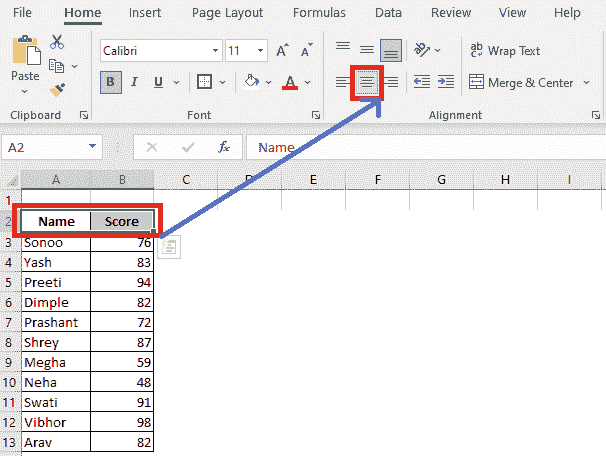 File Home Insert Page Layout Formulas Data Review View Help
Calibri 11 A A ab Wrap Text
Paste B I U A Merge & Center
Clipboard Font Alignment
A2 fx Name
A B C D E F G H I
1
2 Name Score
3 Sonoo 76
4 Yash 83
5 Preeti 94
6 Dimple 82
7 Prashant 72
8 Shrey 87
9 Megha 59
10 Neha 48
11 Swati 91
12 Vibhor 98
13 Arav 82